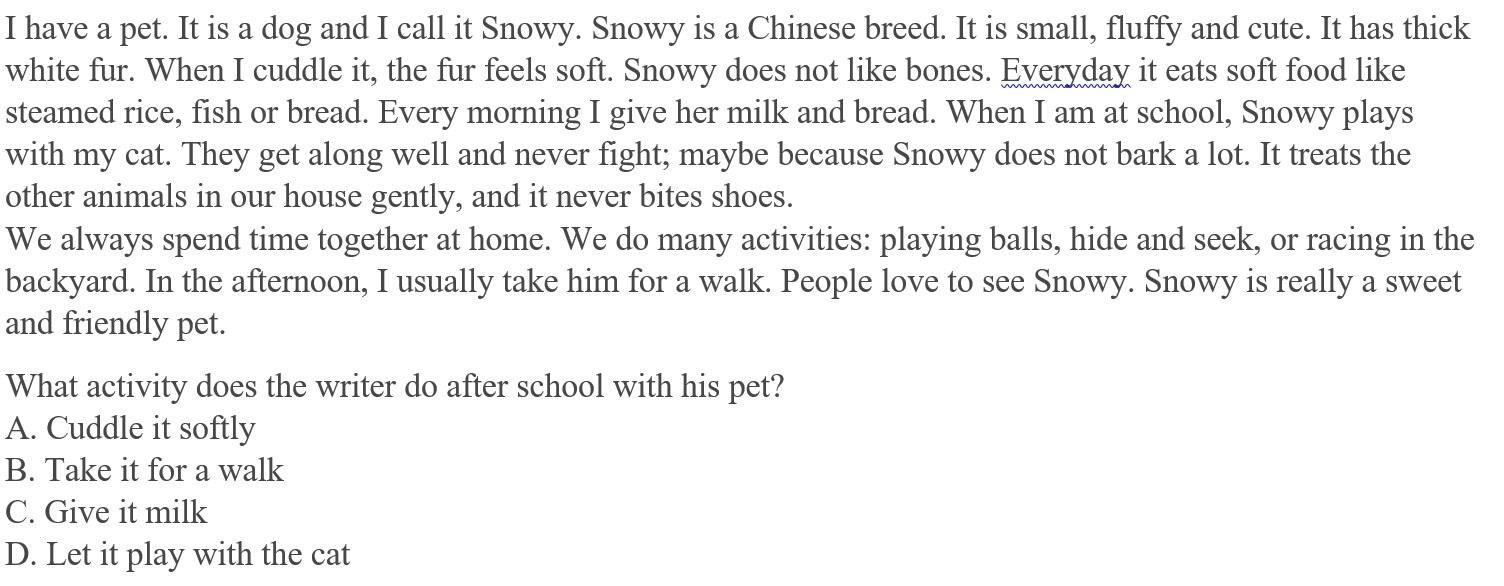 I have a pet. It is a dog and I call it Snowy. Snowy is a Chinese breed. It is small, fluffy and cute. It has thick
white fur. When I cuddle it, the fur feels soft. Snowy does not like bones. Everyday it eats soft food like
steamed rice, fish or bread. Every morning I give her milk and bread. When I am at school, Snowy plays
with my cat. They get along well and never fight; maybe because Snowy does not bark a lot. It treats the
other animals in our house gently, and it never bites shoes.
We always spend time together at home. We do many activities: playing balls, hide and seek, or racing in the
backyard. In the afternoon, I usually take him for a walk. People love to see Snowy. Snowy is really a sweet
and friendly pet.
What activity does the writer do after school with his pet?
A. Cuddle it softly
B. Take it for a walk
C. Give it milk
D. Let it play with the cat